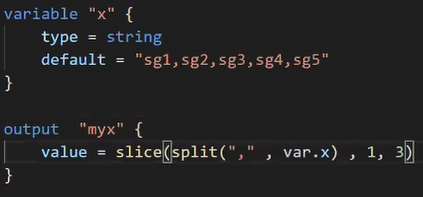 variable "x" {
    type = string
    default = "sg1,sg2,sg3,sg4,sg5"
}
output  "myx" {
    value = slice(split("," , var.x) , 1, 3)
}